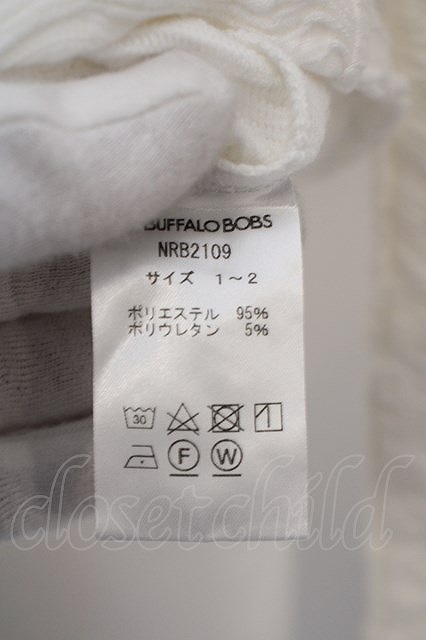 BUFFALO BOBS
NRB2109
サイズ 1～2
ポリエステル 95%
ポリウレタン 5%
30
F W
closetchild